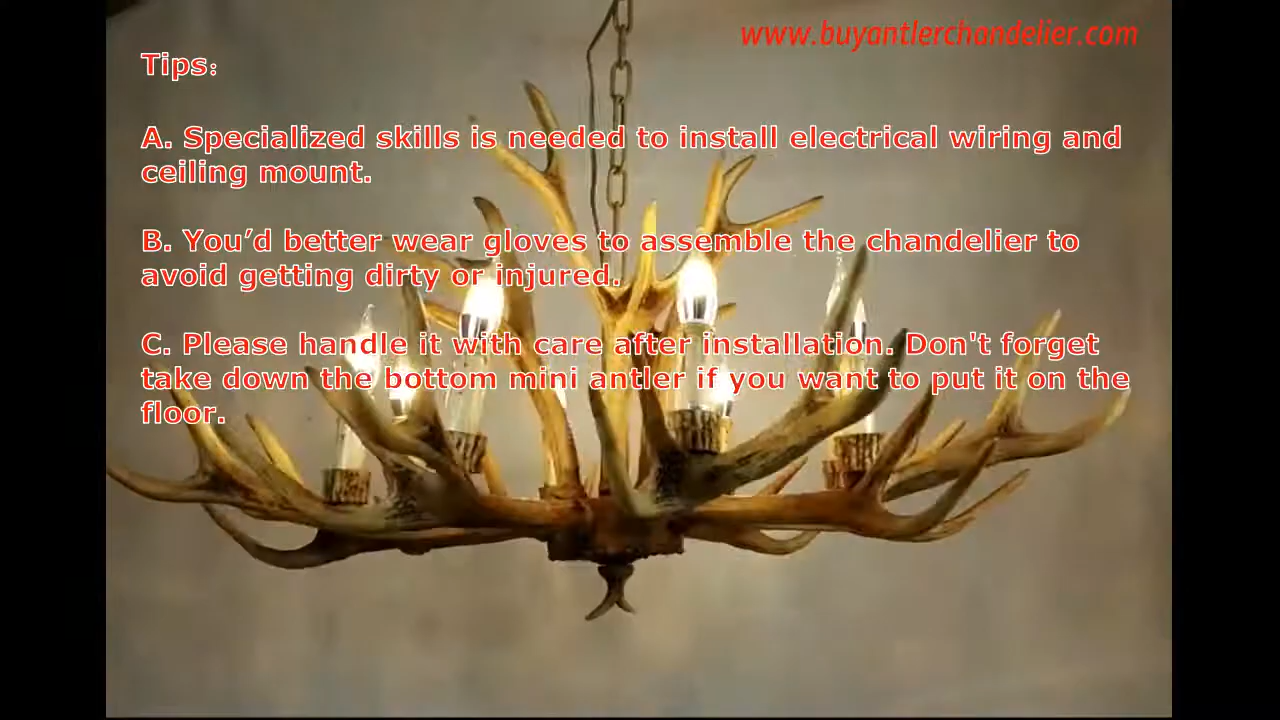 www.buyantlerchandelier.com
Tips:
A. Specialized skills is needed to install electrical wiring and
ceiling mount.
B. You’d better wear gloves to assemble the chandelier to
avoid getting dirty or injured.
C. Please handle it with care after installation. Don't forget
take down the bottom mini antler if you want to put it on the
floor.